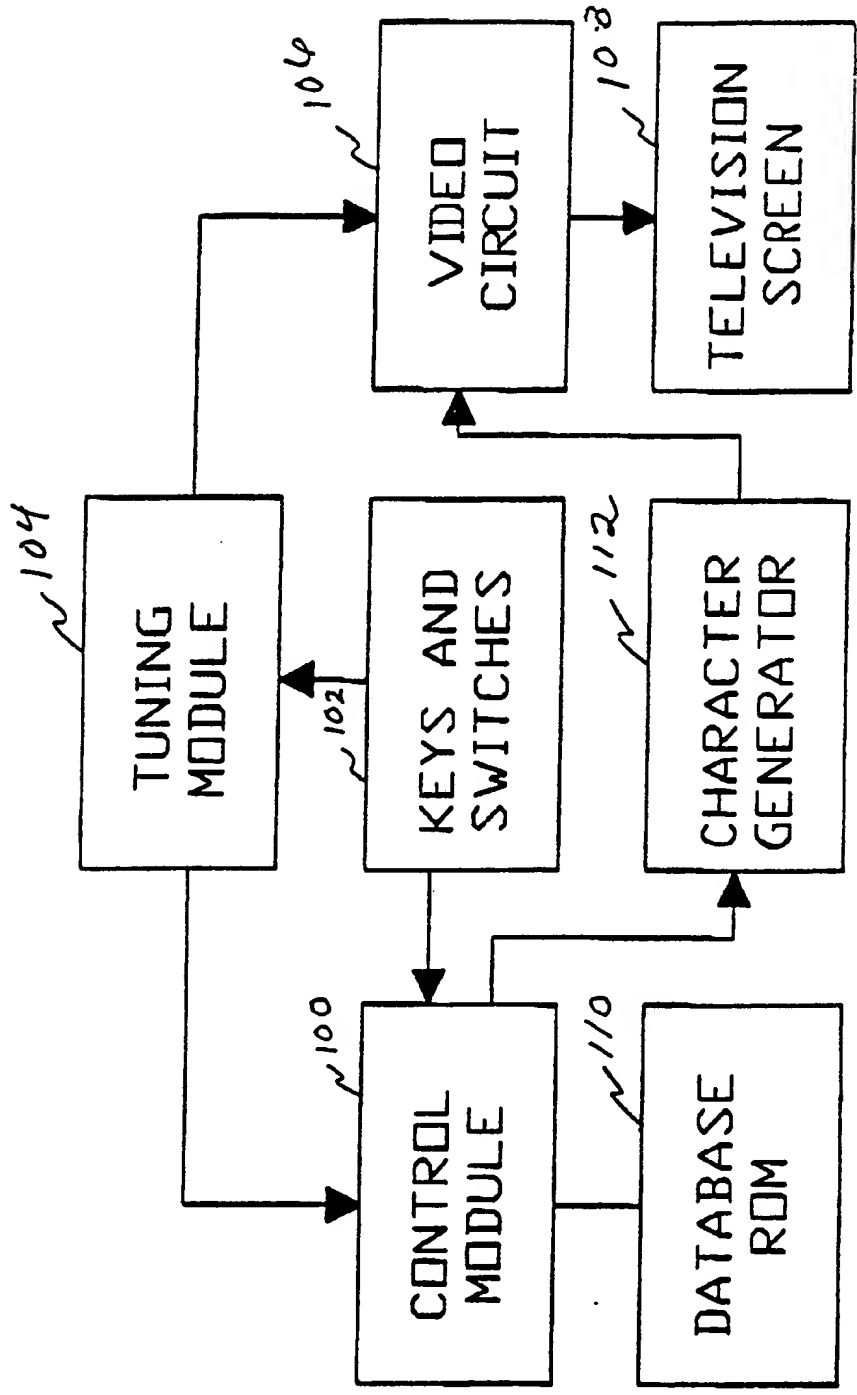 104
TUNING
MODULE
100
CONTROL
MODULE
102
KEYS AND
SWITCHES
106
VIDEO
CIRCUIT
110
DATABASE
ROM
112
CHARACTER
GENERATOR
108
TELEVISION
SCREEN